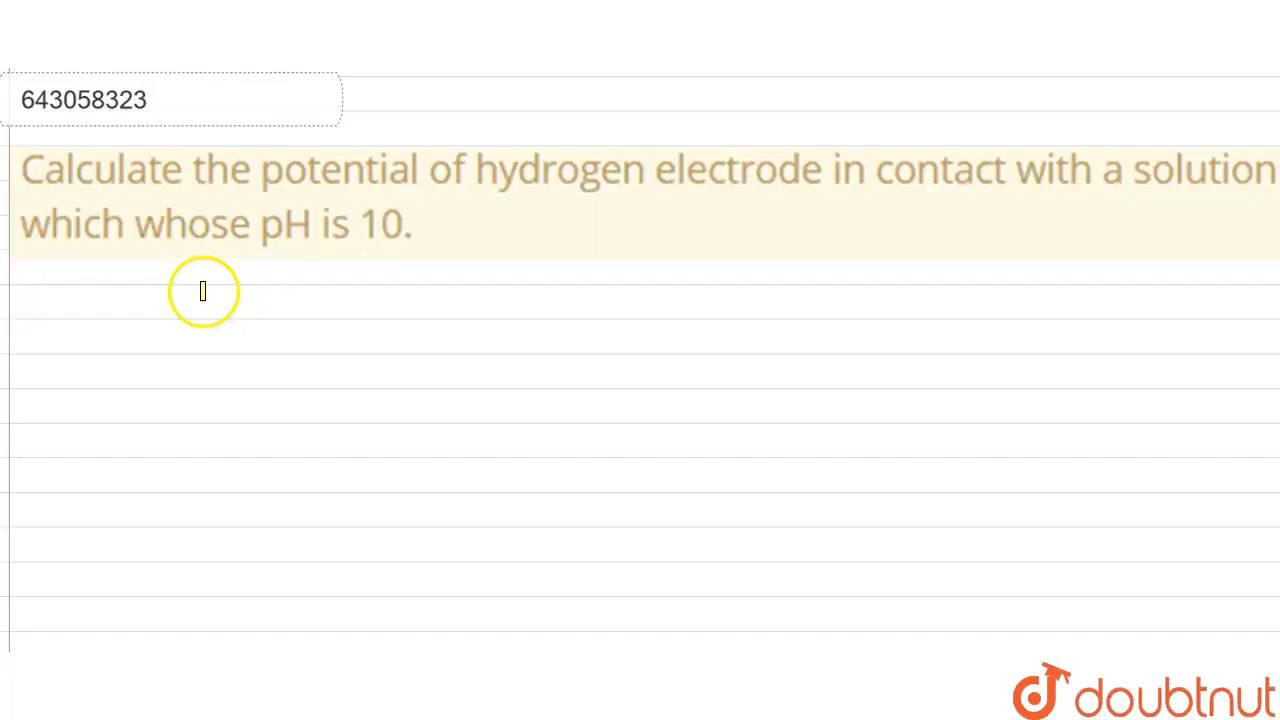 643058323
Calculate the potential of hydrogen electrode in contact with a solution
which whose pH is 10.
doubtnut